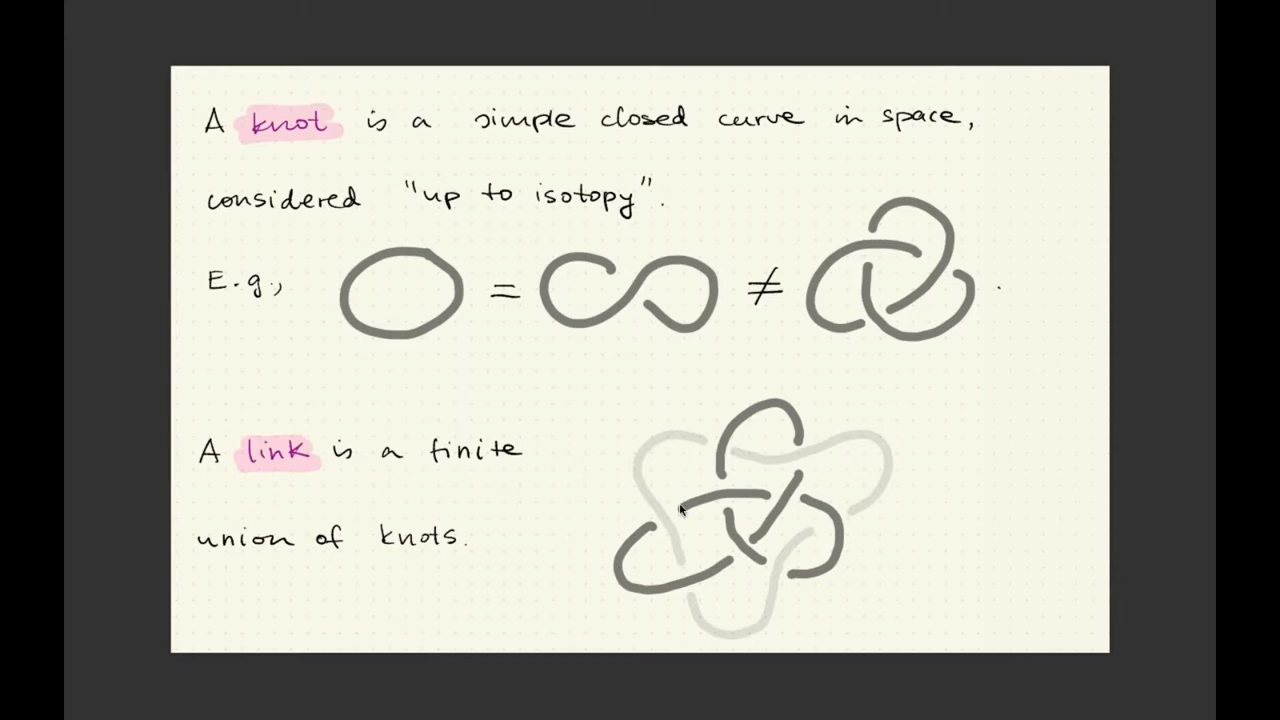 A knot is a simple closed curve in space,
considered "up to isotopy".
E.g., = ≠ .
A link is a finite
union of knots.